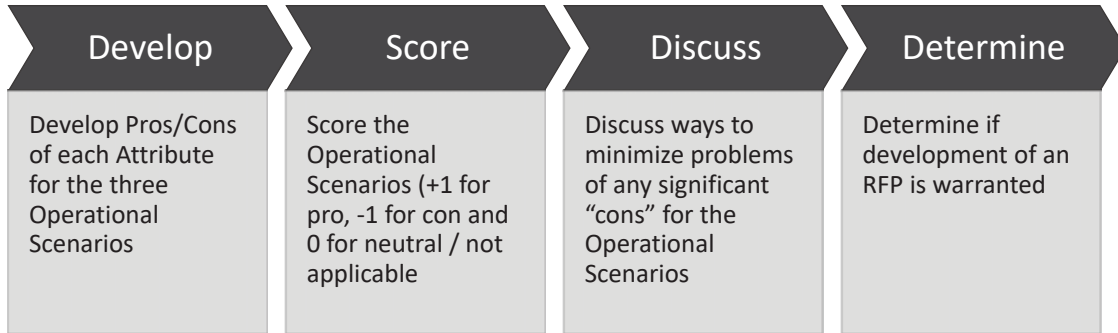 Develop
Develop Pros/Cons
of each Attribute
for the three
Operational
Scenarios
Score
Score the
Operational
Scenarios (+1 for
pro, -1 for con and
0 for neutral / not
applicable
Discuss
Discuss ways to
minimize problems
of any significant
“cons” for the
Operational
Scenarios
Determine
Determine if
development of an
RFP is warranted